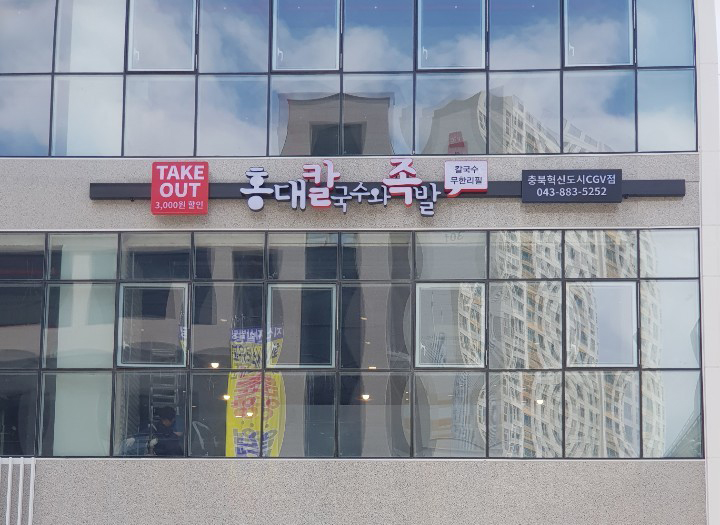 TAKE
OUT
3,000원 할인
홍대칼국수와족발
칼국수
무한리필
충북혁신도시CGV점
043-883-5252